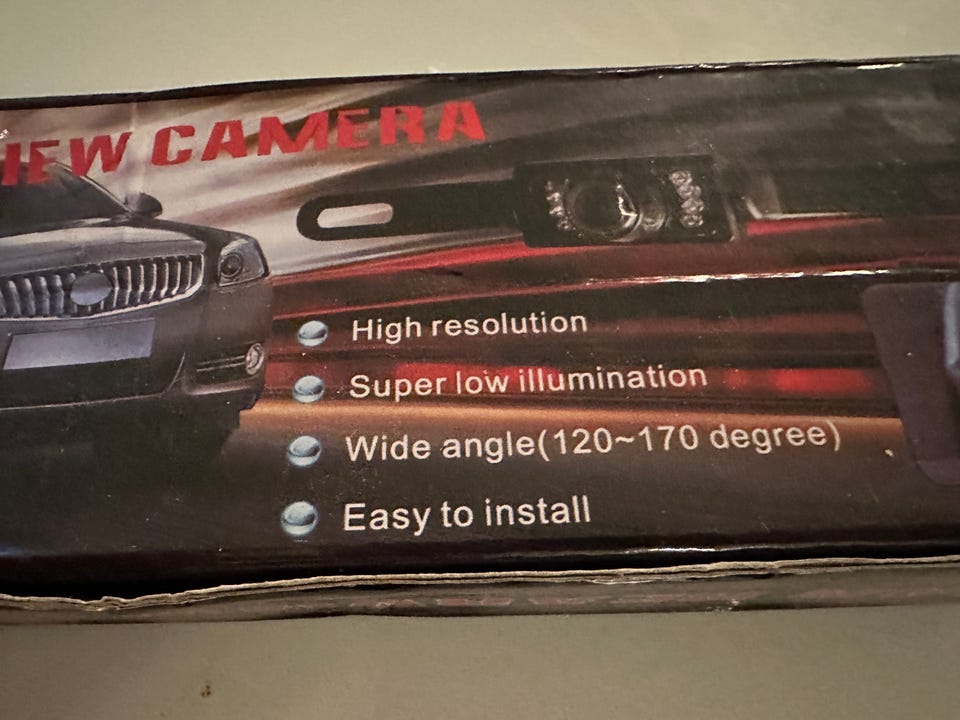 IEW CAMERA
High resolution
Super low illumination
Wide angle(120~170 degree)
Easy to install